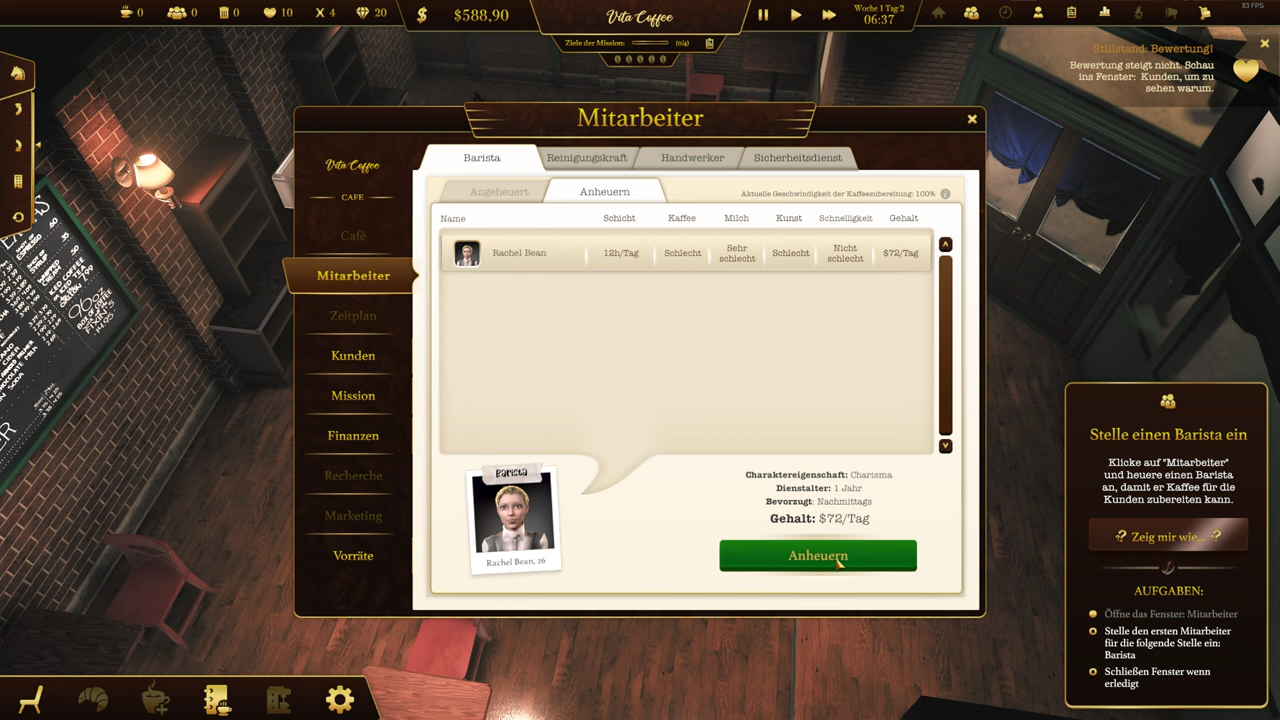 0
0
0
10
4
20
$588,90
Vita Coffee
Woche 1 Tag 2
06:37
83 FPS
Ziele der Mission:
(0/4)
Stillstand: Bewertung!
Bewertung steigt nicht. Schau
ins Fenster: Kunden, um zu
sehen warum.
Mitarbeiter
Vita Coffee
CAFE
Café
Mitarbeiter
Zeitplan
Kunden
Mission
Finanzen
Recherche
Marketing
Vorräte
Barista
Reinigungskraft
Handwerker
Sicherheitsdienst
Angeheuert
Anheuern
Aktuelle Geschwindigkeit der Kaffeezubereitung: 100%
Name
Schicht
Kaffee
Milch
Kunst
Schnelligkeit
Gehalt
Rachel Bean
12h/Tag
Schlecht
Sehr
schlecht
Schlecht
Nicht
schlecht
$72/Tag
Barista
Rachel Bean, 26
Charaktereigenschaft: Charisma
Dienstalter: 1 Jahr
Bevorzugt: Nachmittags
Gehalt: $72/Tag
Anheuern
Stelle einen Barista ein
Klicke auf "Mitarbeiter"
und heuere einen Barista
an, damit er Kaffee für die
Kunden zubereiten kann.
? Zeig mir wie... ?
AUFGABEN:
Öffne das Fenster: Mitarbeiter
Stelle den ersten Mitarbeiter
für die folgende Stelle ein:
Barista
Schließen Fenster wenn
erledigt